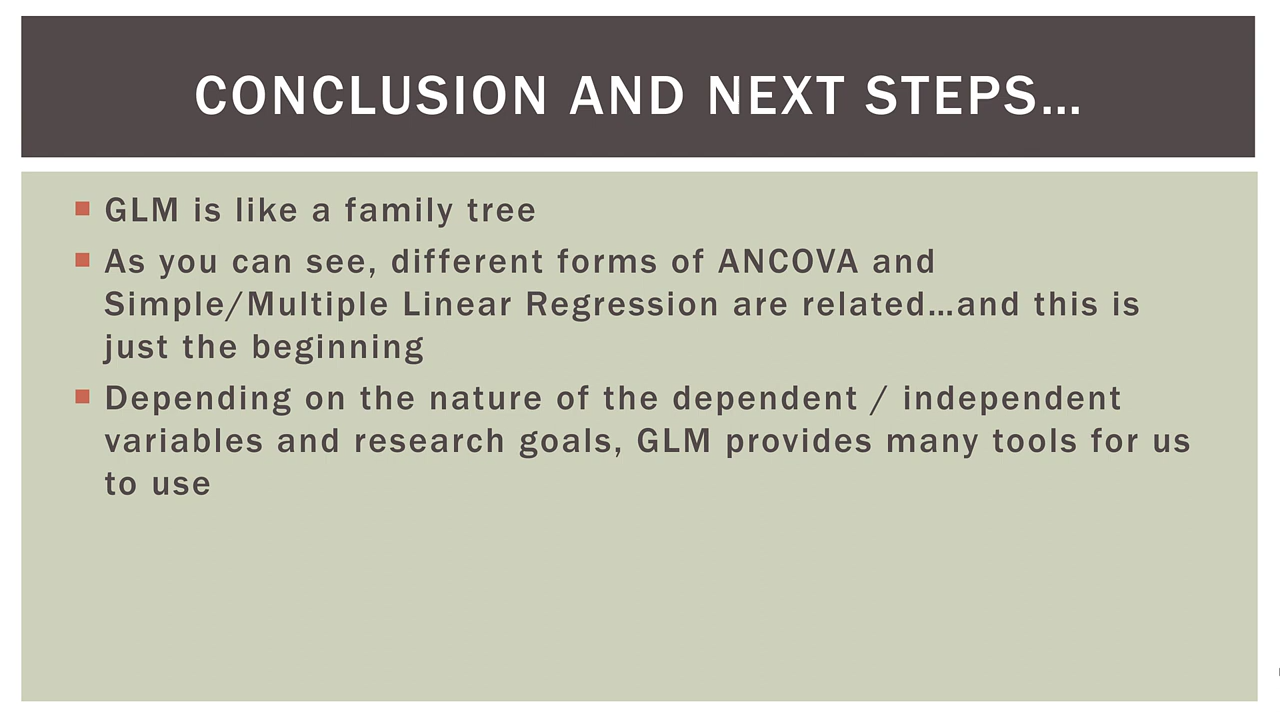 CONCLUSION AND NEXT STEPS…
GLM is like a family tree
As you can see, different forms of ANCOVA and
Simple/Multiple Linear Regression are related…and this is
just the beginning
Depending on the nature of the dependent / independent
variables and research goals, GLM provides many tools for us
to use